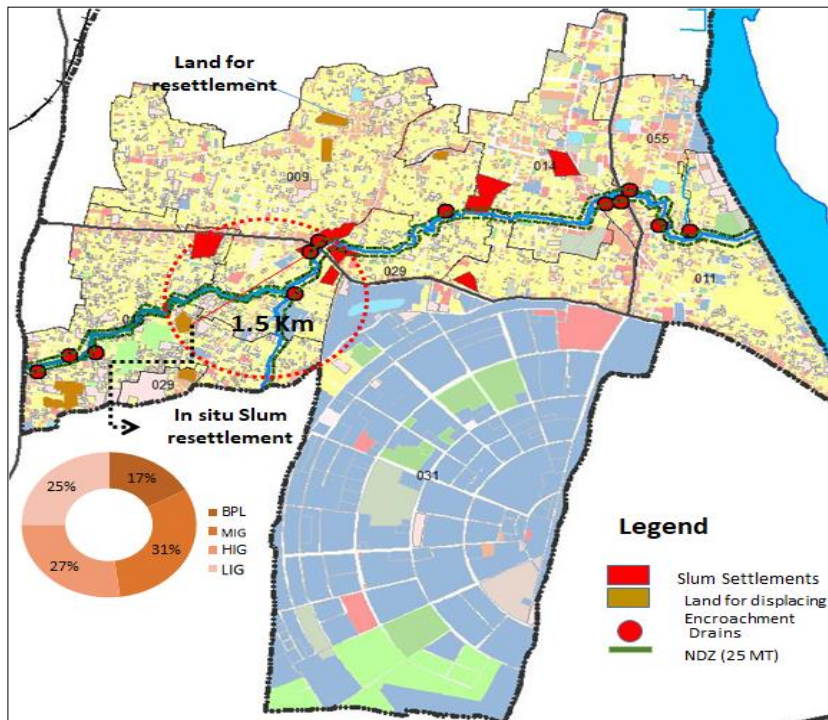 Land for
resettlement
055
014
009
029
011
1.5 Km
029
In situ Slum
resettlement
031
25%
17%
27%
31%
BPL
MIG
HIG
LIG
Legend
Slum Settlements
Land for displacing
Encroachment
Drains
NDZ (25 MT)